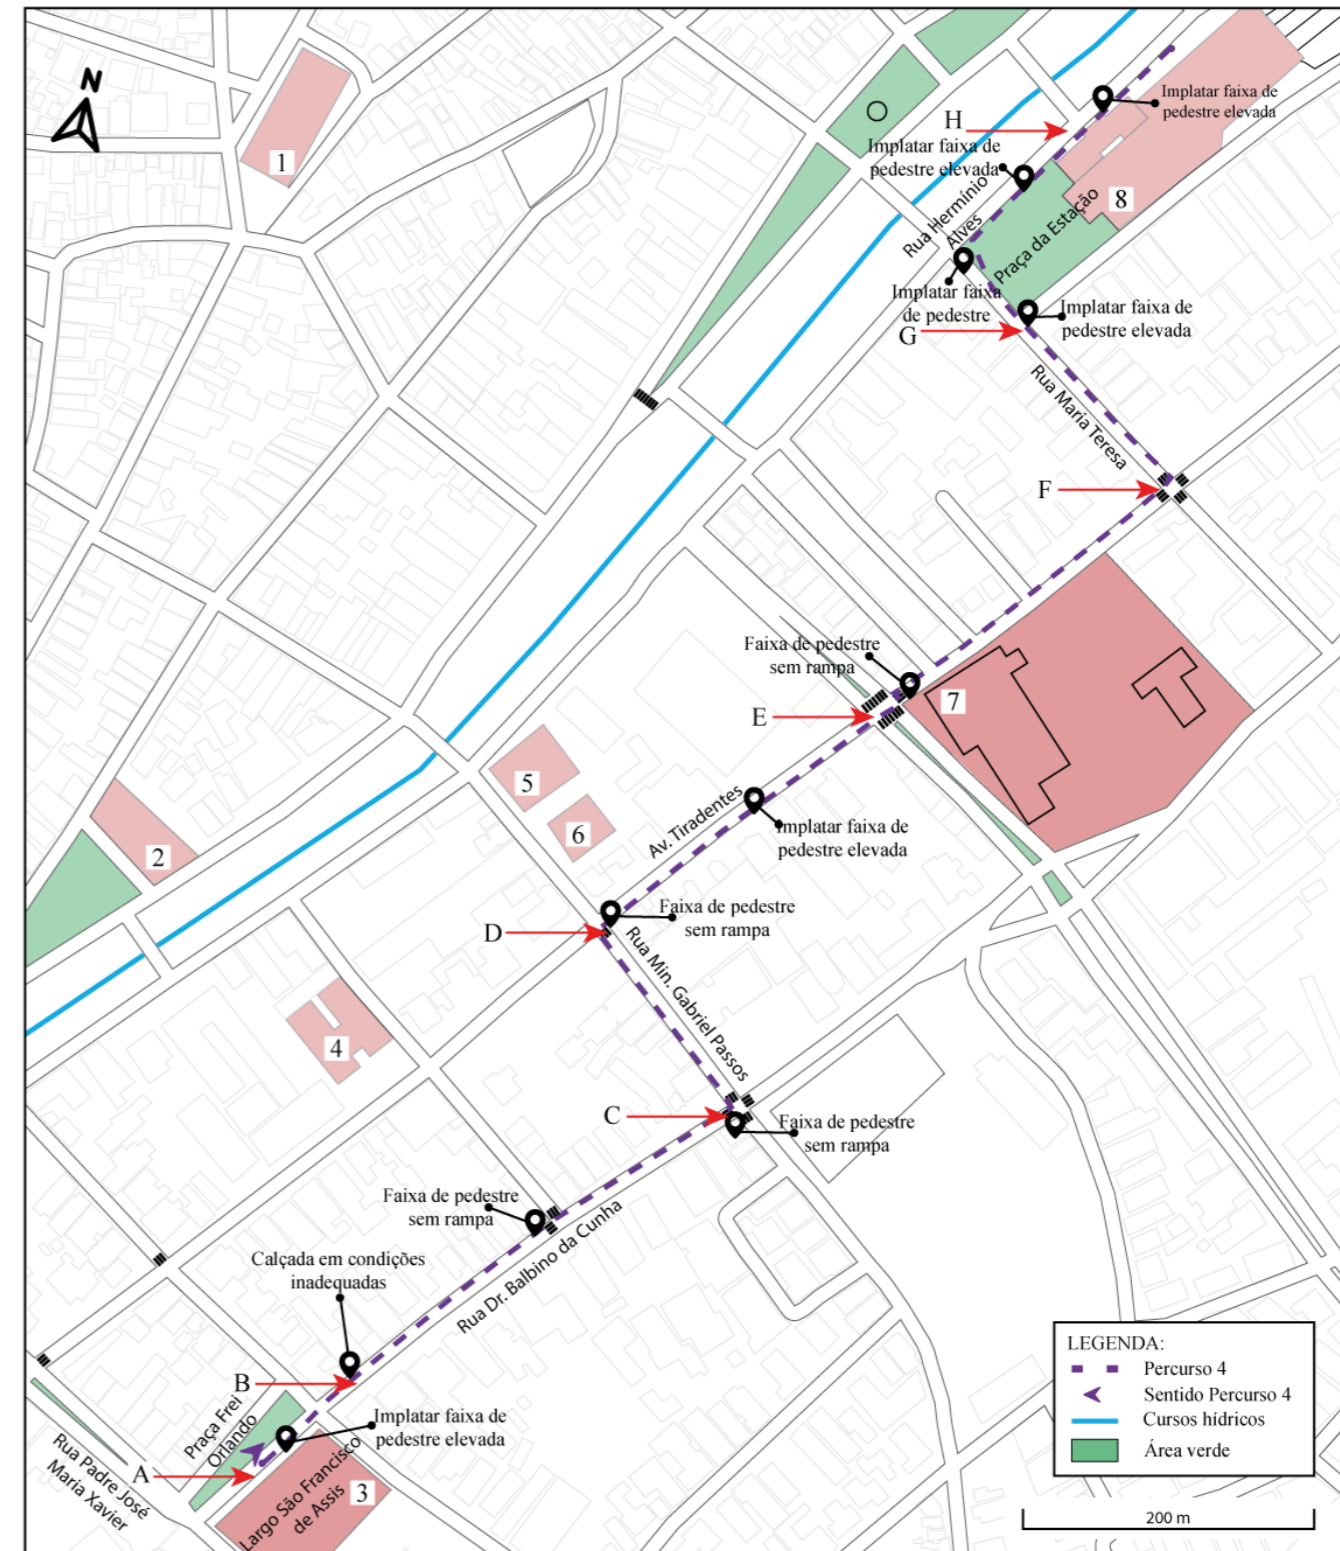 N
1
Implatar faixa de
pedestre elevada
H
Implatar faixa de
pedestre elevada
8
Rua Hermínio
Alves
Praça da Estação
Implatar faixa
de pedestre
Implatar faixa de
pedestre elevada
G
Rua Maria Teresa
F
Faixa de pedestre
sem rampa
7
E
5
Av. Tiradentes
6
Implatar faixa de
pedestre elevada
2
Faixa de pedestre
sem rampa
D
Rua Min. Gabriel Passos
4
C
Faixa de pedestre
sem rampa
Faixa de pedestre
sem rampa
Rua Dr. Balbino da Cunha
Calçada em condições
inadequadas
B
Praça Frei
Orlando
Implatar faixa de
pedestre elevada
A
Rua Padre José
Maria Xavier
Largo São Francisco
de Assis
3
LEGENDA:
Percurso 4
Sentido Percurso 4
Cursos hídricos
Área verde
200 m